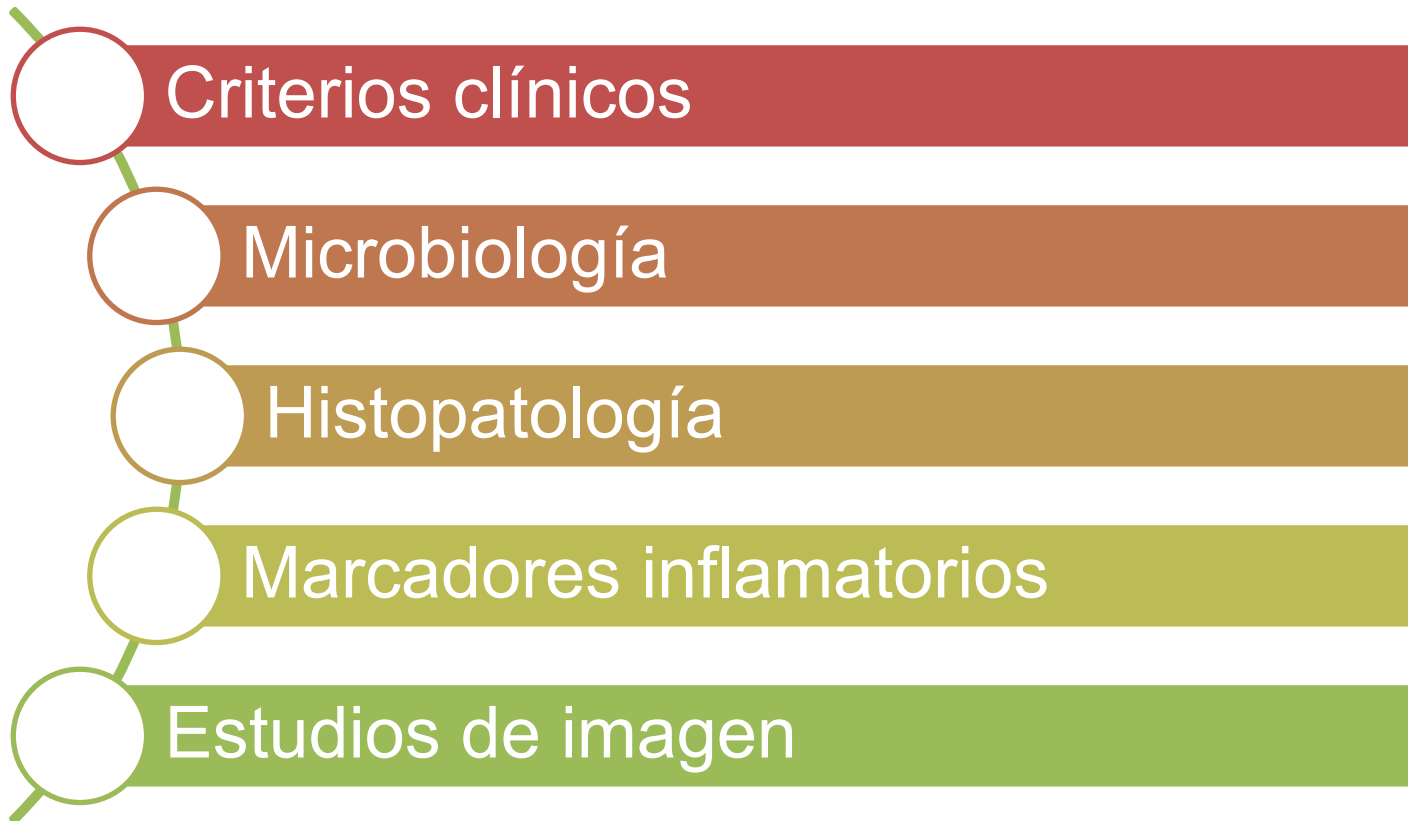 Criterios clínicos
Microbiología
Histopatología
Marcadores inflamatorios
Estudios de imagen